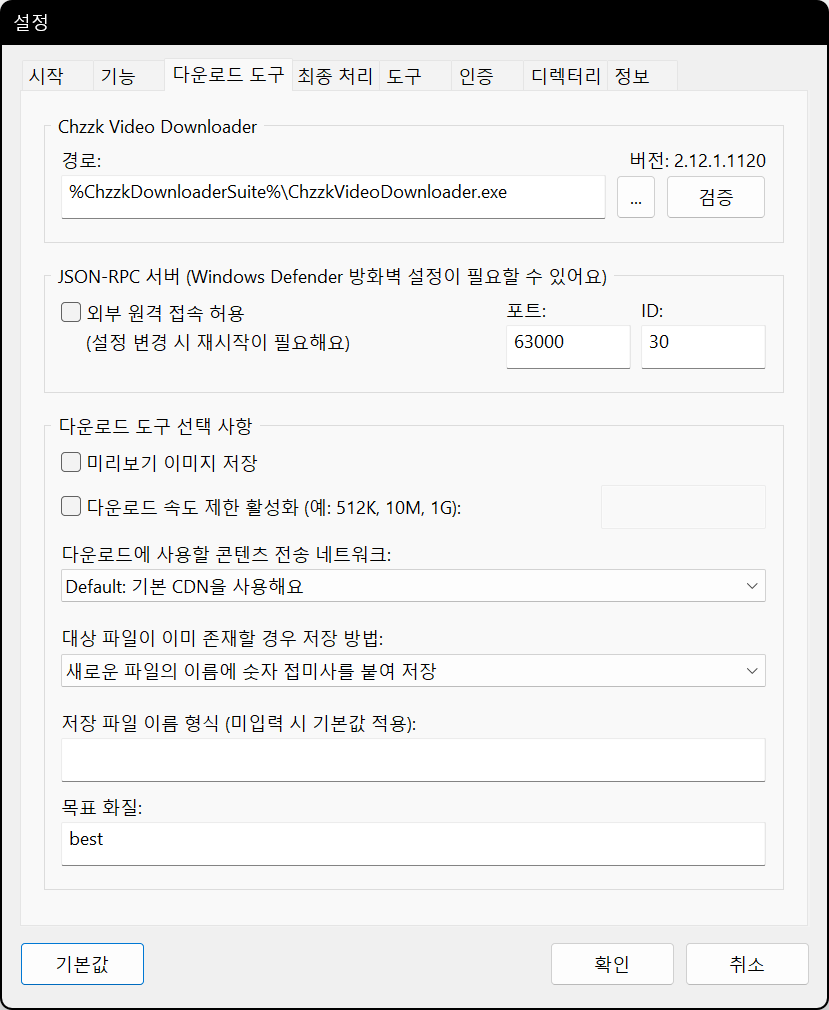 설정
시작 기능 다운로드 도구 최종 처리 도구 인증 디렉터리 정보
Chzzk Video Downloader
경로: 버전: 2.12.1.1120
%ChzzkDownloaderSuite%\ChzzkVideoDownloader.exe ... 검증
JSON-RPC 서버 (Windows Defender 방화벽 설정이 필요할 수 있어요)
외부 원격 접속 허용 포트: ID:
(설정 변경 시 재시작이 필요해요) 63000 30
다운로드 도구 선택 사항
미리보기 이미지 저장
다운로드 속도 제한 활성화 (예: 512K, 10M, 1G):
다운로드에 사용할 콘텐츠 전송 네트워크:
Default: 기본 CDN을 사용해요
대상 파일이 이미 존재할 경우 저장 방법:
새로운 파일의 이름에 숫자 접미사를 붙여 저장
저장 파일 이름 형식 (미입력 시 기본값 적용):
목표 화질:
best
기본값 확인 취소